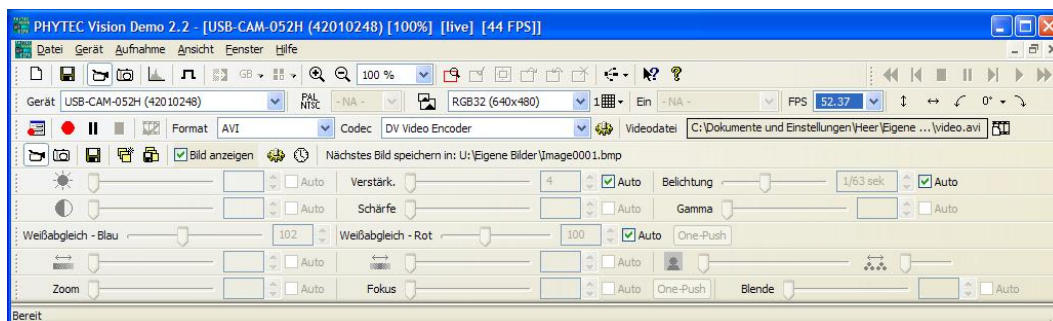 PHYTEC Vision Demo 2.2 - [USB-CAM-052H (42010248) [100%] [live] [44 FPS]]
Datei Gerät Aufnahme Ansicht Fenster Hilfe
GB 100 %
Gerät USB-CAM-052H (42010248) PAL NTSC - NA - RGB32 (640x480) 1 Ein - NA - FPS 52.37 0°
Format AVI Codec DV Video Encoder Videodatei C:\Dokumente und Einstellungen\Heer\Eigene ...\video.avi
Bild anzeigen Nächstes Bild speichern in: U:\Eigene Bilder\Image0001.bmp
Auto Verstärk. 4 Auto Belichtung 1/63 sek Auto
Auto Schärfe Auto Gamma Auto
Weißabgleich - Blau 102 Weißabgleich - Rot 100 Auto One-Push
Auto Auto
Zoom Auto Fokus Auto One-Push Blende Auto
Bereit